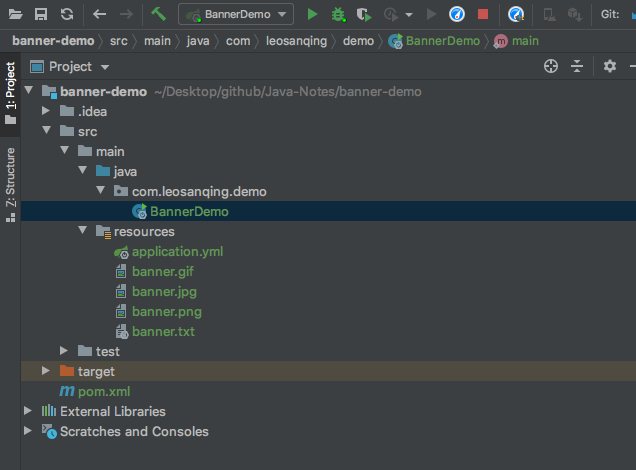 BannerDemo Git:
banner-demo src main java com leosanqing demo BannerDemo m main
1: Project
Project
banner-demo ~/Desktop/github/Java-Notes/banner-demo
.idea
src
main
java
com.leosanqing.demo
BannerDemo
resources
application.yml
banner.gif
banner.jpg
banner.png
banner.txt
test
target
m pom.xml
External Libraries
Scratches and Consoles
Z: Structure